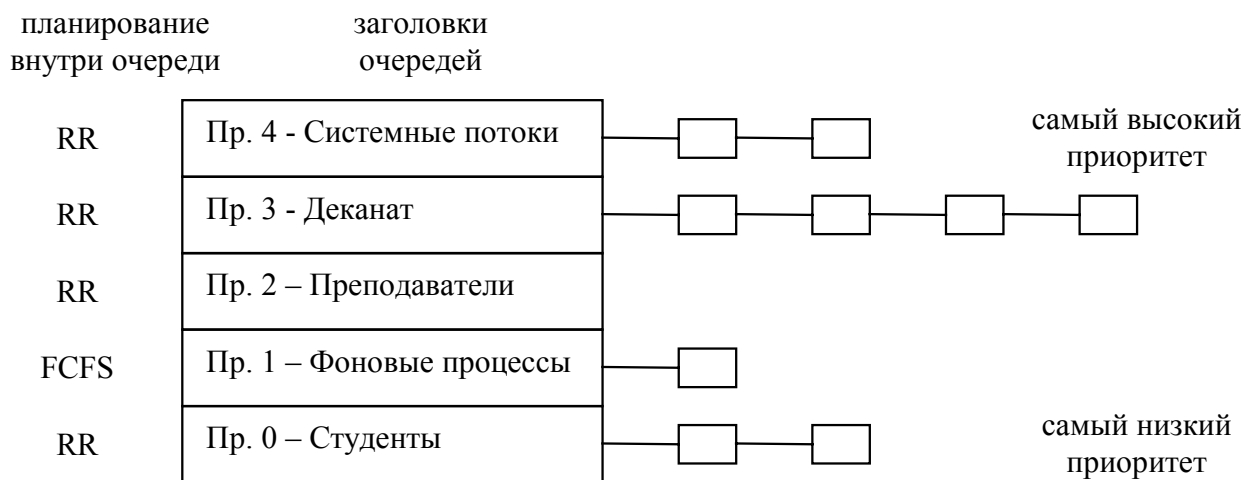 планирование
внутри очереди
заголовки
очередей
RR
Пр. 4 - Системные потоки
самый высокий
приоритет
RR
Пр. 3 - Деканат
RR
Пр. 2 – Преподаватели
FCFS
Пр. 1 – Фоновые процессы
RR
Пр. 0 – Студенты
самый низкий
приоритет